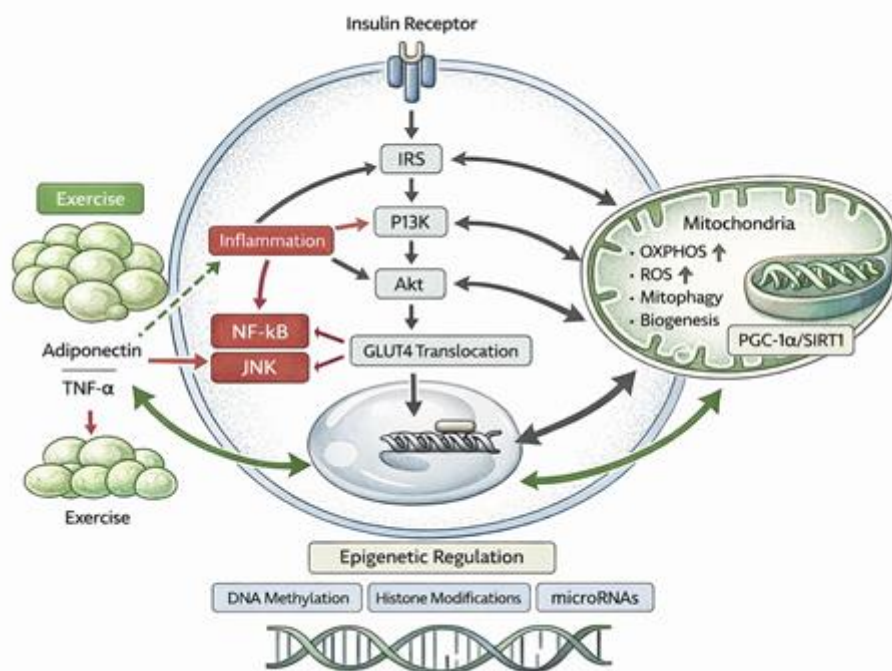 Insulin Receptor
IRS
Exercise
P13K
Inflammation
Akt
NF-kB
JNK
GLUT4 Translocation
Adiponectin
TNF-α
Exercise
Mitochondria
· OXPHOS ↑
· ROS ↑
· Mitophagy
· Biogenesis
PGC-1α/SIRT1
Epigenetic Regulation
DNA Methylation
Histone Modifications
microRNAs